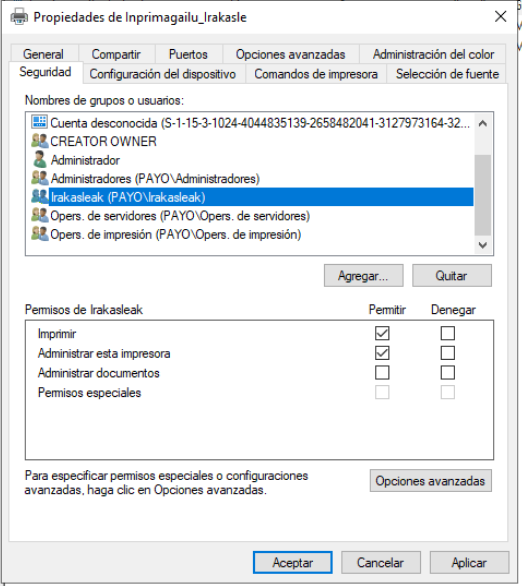 Propiedades de Inprimagailu_Irakasle
General Compartir Puertos Opciones avanzadas Administración del color
Seguridad Configuración del dispositivo Comandos de impresora Selección de fuente
Nombres de grupos o usuarios:
Cuenta desconocida (S-1-15-3-1024-4044835139-2658482041-3127973164-32...
CREATOR OWNER
Administrador
Administradores (PAYO\Administradores)
Irakasleak (PAYO\Irakasleak)
Opers. de servidores (PAYO\Opers. de servidores)
Opers. de impresión (PAYO\Opers. de impresión)
Agregar... Quitar
Permisos de Irakasleak Permitir Denegar
Imprimir
Administrar esta impresora
Administrar documentos
Permisos especiales
Para especificar permisos especiales o configuraciones
avanzadas, haga clic en Opciones avanzadas.
Opciones avanzadas
Aceptar Cancelar Aplicar